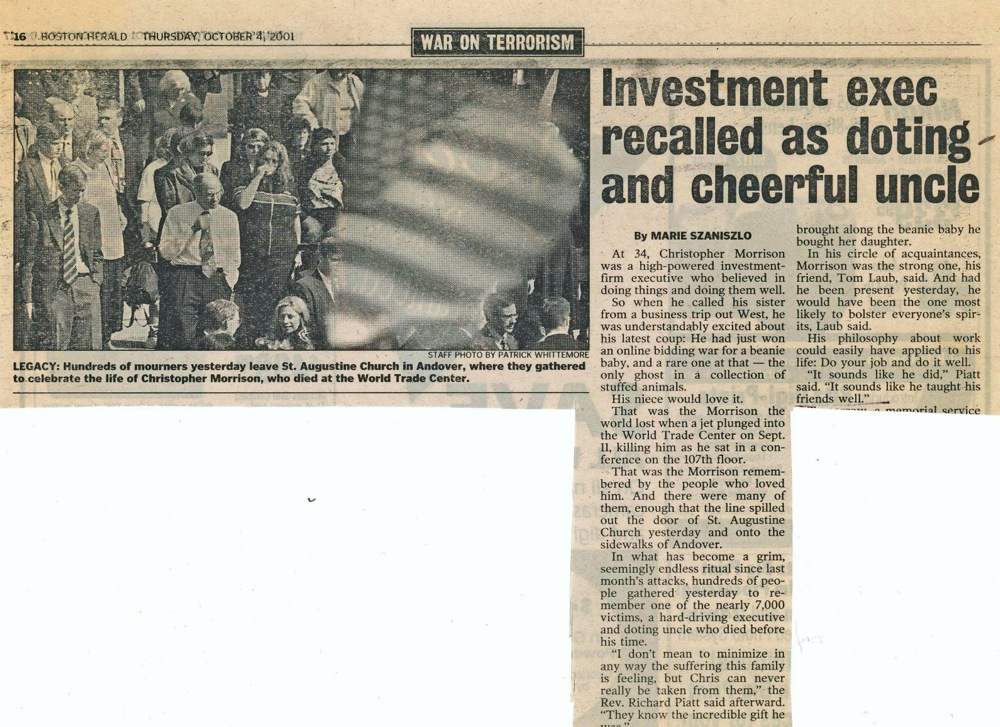 16 BOSTON HERALD THURSDAY, OCTOBER 4, 2001
WAR ON TERRORISM
STAFF PHOTO BY PATRICK WHITTEMORE
LEGACY: Hundreds of mourners yesterday leave St. Augustine Church in Andover, where they gathered
to celebrate the life of Christopher Morrison, who died at the World Trade Center.
Investment exec
recalled as doting
and cheerful uncle
By MARIE SZANISZLO
At 34, Christopher Morrison
was a high-powered investment-
firm executive who believed in
doing things and doing them well.
So when he called his sister
from a business trip out West, he
was understandably excited about
his latest coup: He had just won
an online bidding war for a beanie
baby, and a rare one at that — the
only ghost in a collection of
stuffed animals.
His niece would love it.
That was the Morrison the
world lost when a jet plunged into
the World Trade Center on Sept.
11, killing him as he sat in a con-
ference on the 107th floor.
That was the Morrison remem-
bered by the people who loved
him. And there were many of
them, enough that the line spilled
out the door of St. Augustine
Church yesterday and onto the
sidewalks of Andover.
In what has become a grim,
seemingly endless ritual since last
month's attacks, hundreds of peo-
ple gathered yesterday to re-
member one of the nearly 7,000
victims, a hard-driving executive
and doting uncle who died before
his time.
"I don't mean to minimize in
any way the suffering this family
is feeling, but Chris can never
really be taken from them," the
Rev. Richard Piatt said afterward.
"They know the incredible gift he
was."
brought along the beanie baby he
bought her daughter.
In his circle of acquaintances,
Morrison was the strong one, his
friend, Tom Laub, said. And had
he been present yesterday, he
would have been the one most
likely to bolster everyone's spir-
its, Laub said.
His philosophy about work
could easily have applied to his
life: Do your job and do it well.
"It sounds like he did," Piatt
said. "It sounds like he taught his
friends well."
a memorial service